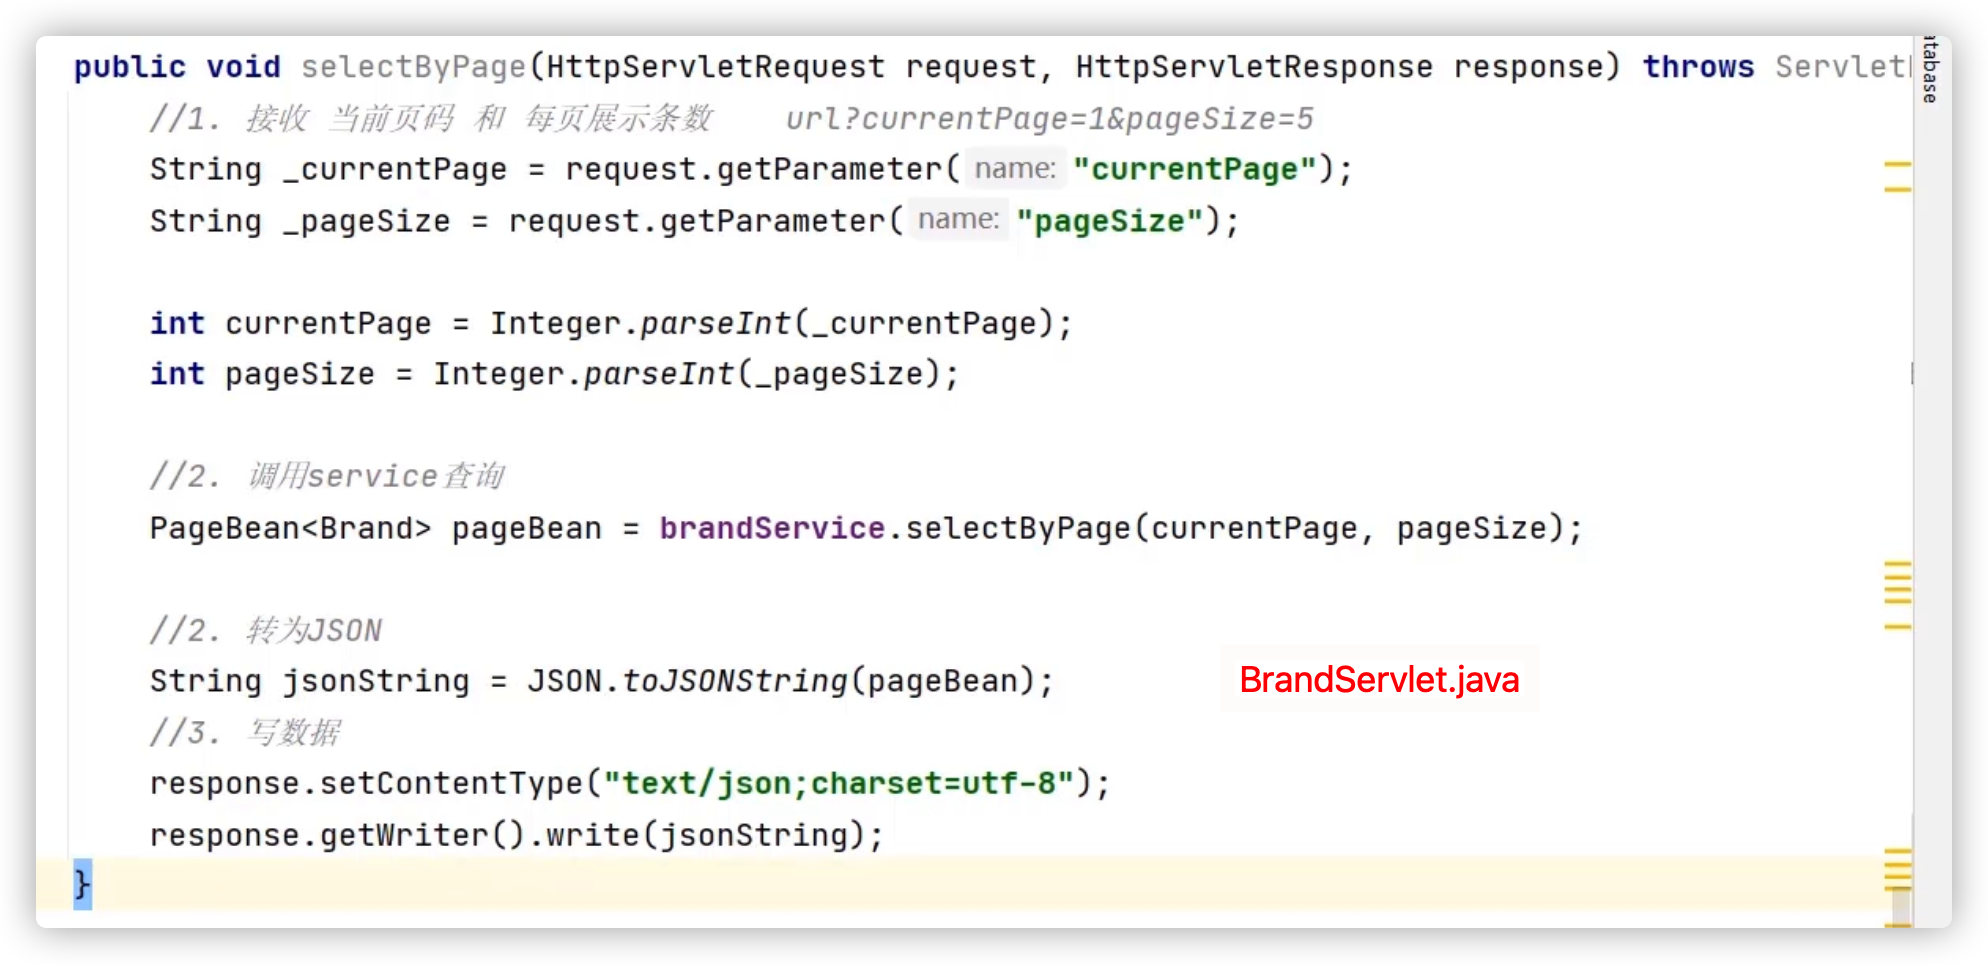 public void selectByPage(HttpServletRequest request, HttpServletResponse response) throws Servlet
//1. 接收 当前页码 和 每页展示条数    url?currentPage=1&pageSize=5
String _currentPage = request.getParameter( name: "currentPage");
String _pageSize = request.getParameter( name: "pageSize");
int currentPage = Integer.parseInt(_currentPage);
int pageSize = Integer.parseInt(_pageSize);
//2. 调用service查询
PageBean<Brand> pageBean = brandService.selectByPage(currentPage, pageSize);
//2. 转为JSON
String jsonString = JSON.toJSONString(pageBean);
BrandServlet.java
//3. 写数据
response.setContentType("text/json;charset=utf-8");
response.getWriter().write(jsonString);
}
atabase